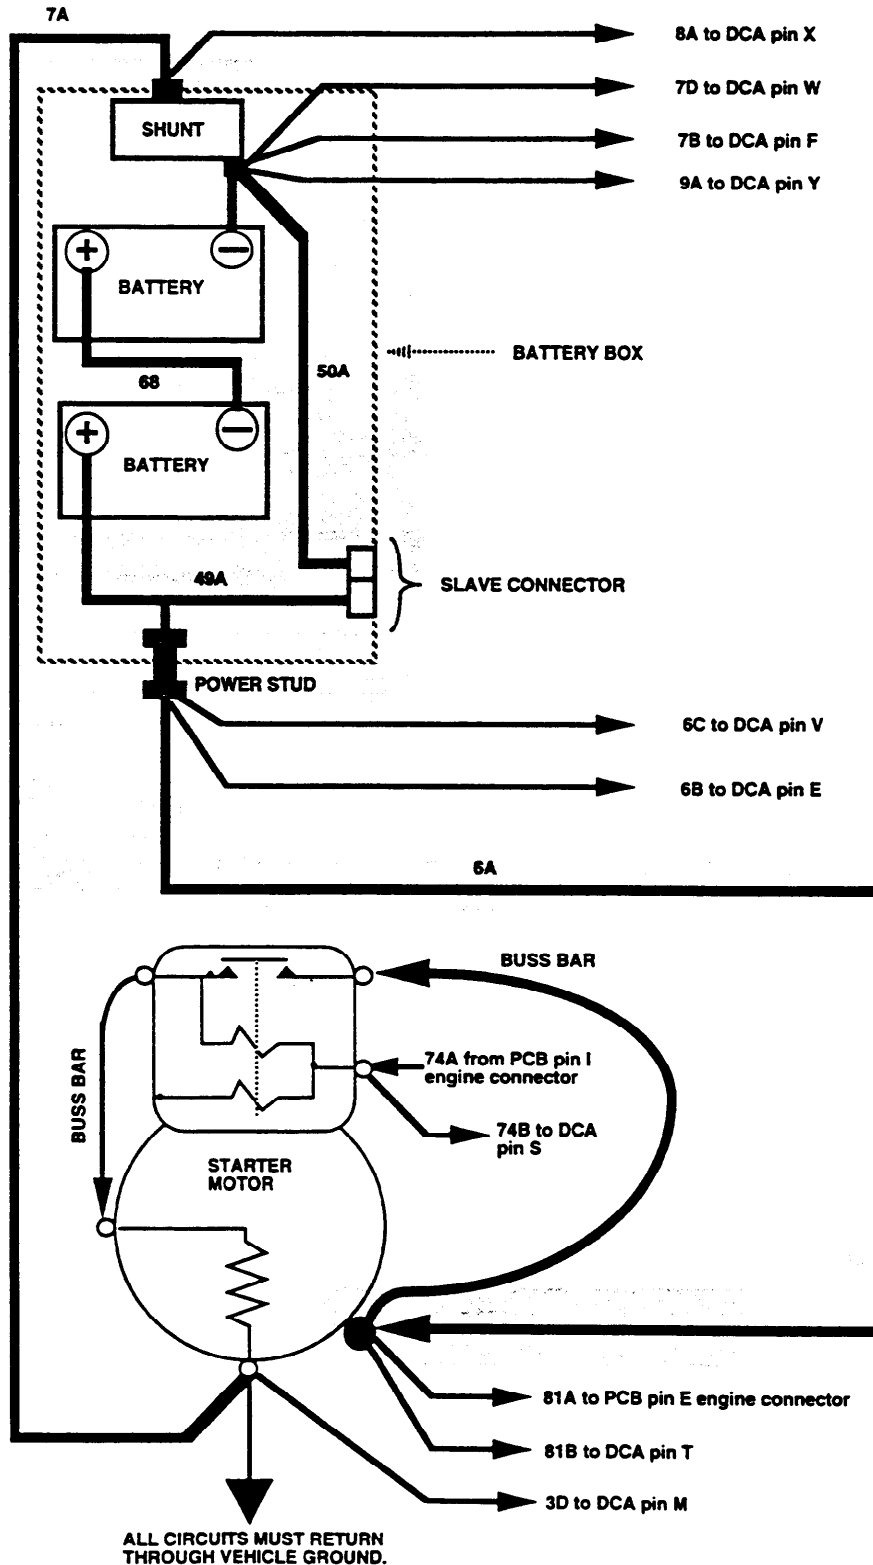 7A
8A to DCA pin X
7D to DCA pin W
SHUNT
7B to DCA pin F
9A to DCA pin Y
+
−
BATTERY
BATTERY BOX
50A
68
+
−
BATTERY
49A
SLAVE CONNECTOR
POWER STUD
6C to DCA pin V
6B to DCA pin E
6A
BUSS BAR
BUSS BAR
74A from PCB pin I
engine connector
74B to DCA
pin S
STARTER
MOTOR
81A to PCB pin E engine connector
81B to DCA pin T
3D to DCA pin M
ALL CIRCUITS MUST RETURN
THROUGH VEHICLE GROUND.